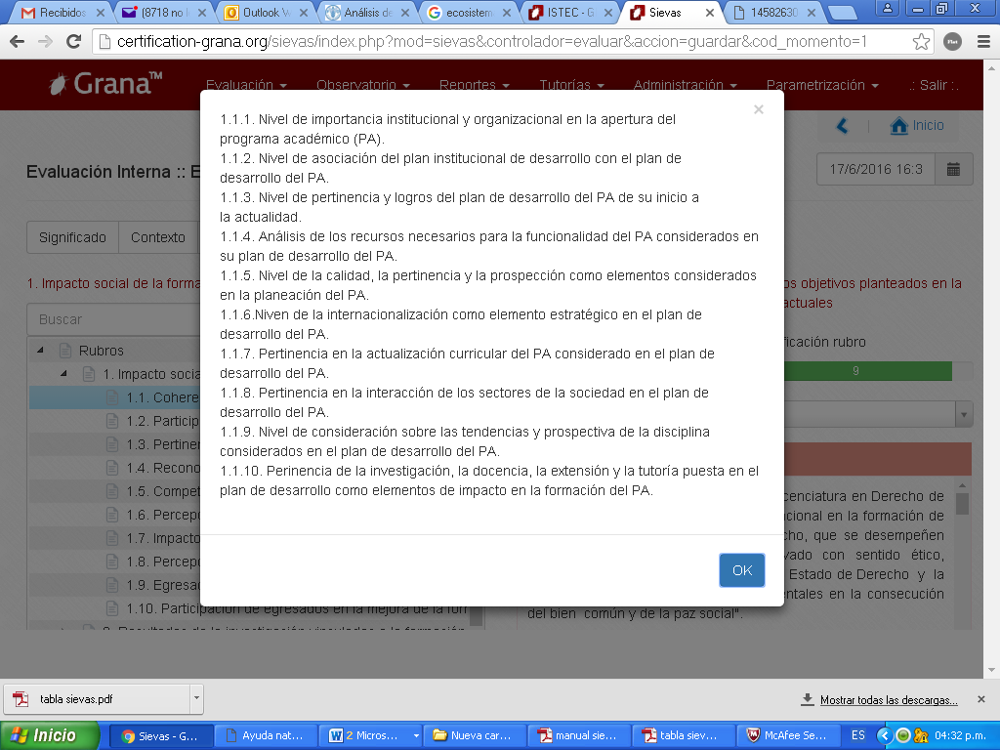 Recibidos
(8718 no l
Outlook W
Análisis de
ecosistem
ISTEC - G
Sievas
14582630
certification-grana.org/sievas/index.php?mod=sievas&controlador=evaluar&accion=guardar&cod_momento=1
Grana™
Evaluación
Observatorio
Reportes
Tutorías
Administración
Parametrización
.: Salir :.
Inicio
Evaluación Interna :: E
17/6/2016 16:3
Significado
Contexto
1. Impacto social de la forma
os objetivos planteados en la
actuales
Buscar
ificación rubro
9
Rubros
1. Impacto socia
1.1. Cohere
1.2. Particip
1.3. Pertiner
1.4. Recono
1.5. Compet
1.6. Percepc
1.7. Impacto
1.8. Percepc
1.9. Egresac
1.10. Participación de egresados en la mejora de la forr
2. Resultados de la investigación vinculados a la formación
1.1.1. Nivel de importancia institucional y organizacional en la apertura del
programa académico (PA).
1.1.2. Nivel de asociación del plan institucional de desarrollo con el plan de
desarrollo del PA.
1.1.3. Nivel de pertinencia y logros del plan de desarrollo del PA de su inicio a
la actualidad.
1.1.4. Análisis de los recursos necesarios para la funcionalidad del PA considerados en
su plan de desarrollo del PA.
1.1.5. Nivel de la calidad, la pertinencia y la prospección como elementos considerados
en la planeación del PA.
1.1.6.Niven de la internacionalización como elemento estratégico en el plan de
desarrollo del PA.
1.1.7. Pertinencia en la actualización curricular del PA considerado en el plan de
desarrollo del PA.
1.1.8. Pertinencia en la interacción de los sectores de la sociedad en el plan de
desarrollo del PA.
1.1.9. Nivel de consideración sobre las tendencias y prospectiva de la disciplina
considerados en el plan de desarrollo del PA.
1.1.10. Perinencia de la investigación, la docencia, la extensión y la tutoría puesta en el
plan de desarrollo como elementos de impacto en la formación del PA.
OK
cenciatura en Derecho de
cional en la formación de
cho, que se desempeñen
vado con sentido ético,
Estado de Derecho y la
entales en la consecución
del bien común y de la paz social".
tabla sievas.pdf
Mostrar todas las descargas...
Inicio
Sievas - G...
Ayuda nat...
2 Micros...
Nueva car...
manual sie...
tabla siev...
McAfee Se...
ES
04:32 p.m.